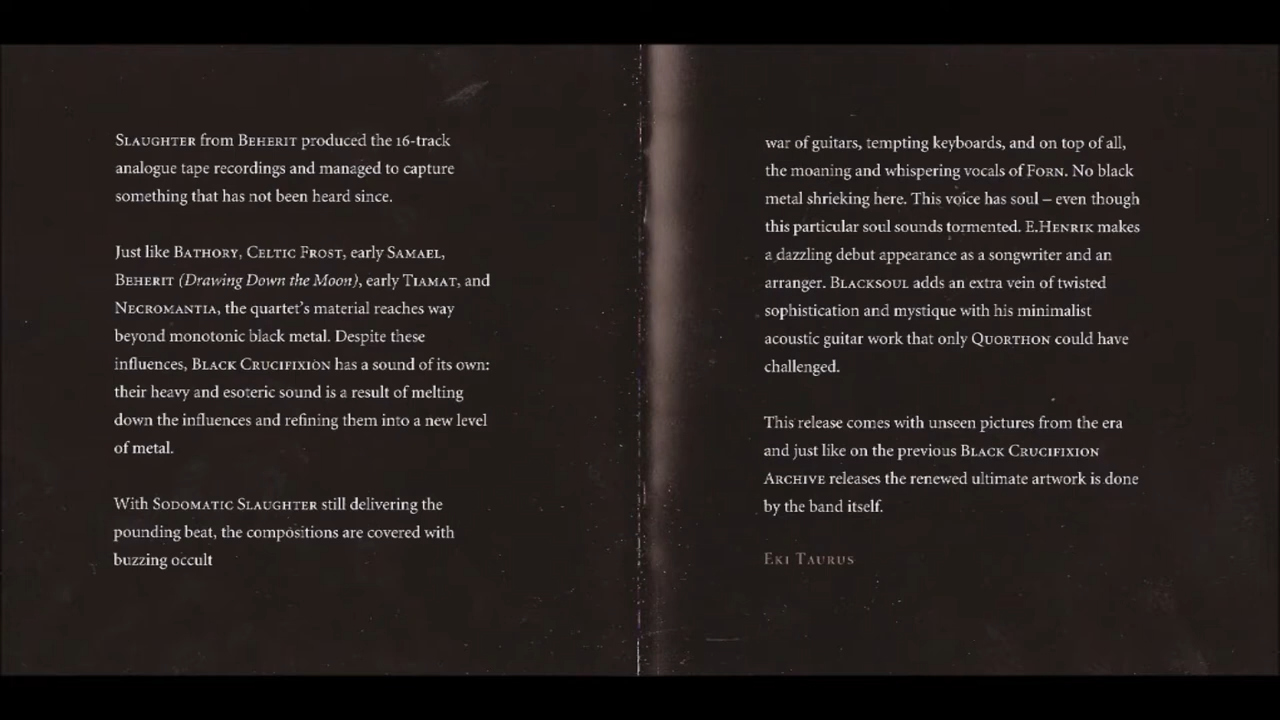 Slaughter from Beherit produced the 16-track
analogue tape recordings and managed to capture
something that has not been heard since.
Just like Bathory, Celtic Frost, early Samael,
Beherit (Drawing Down the Moon), early Tiamat, and
Necromantia, the quartet's material reaches way
beyond monotonic black metal. Despite these
influences, Black Crucifixion has a sound of its own:
their heavy and esoteric sound is a result of melting
down the influences and refining them into a new level
of metal.
With Sodomatic Slaughter still delivering the
pounding beat, the compositions are covered with
buzzing occult
war of guitars, tempting keyboards, and on top of all,
the moaning and whispering vocals of Forn. No black
metal shrieking here. This voice has soul – even though
this particular soul sounds tormented. E.Henrik makes
a dazzling debut appearance as a songwriter and an
arranger. Blacksoul adds an extra vein of twisted
sophistication and mystique with his minimalist
acoustic guitar work that only Quorthon could have
challenged.
This release comes with unseen pictures from the era
and just like on the previous Black Crucifixion
Archive releases the renewed ultimate artwork is done
by the band itself.
Eki Taurus